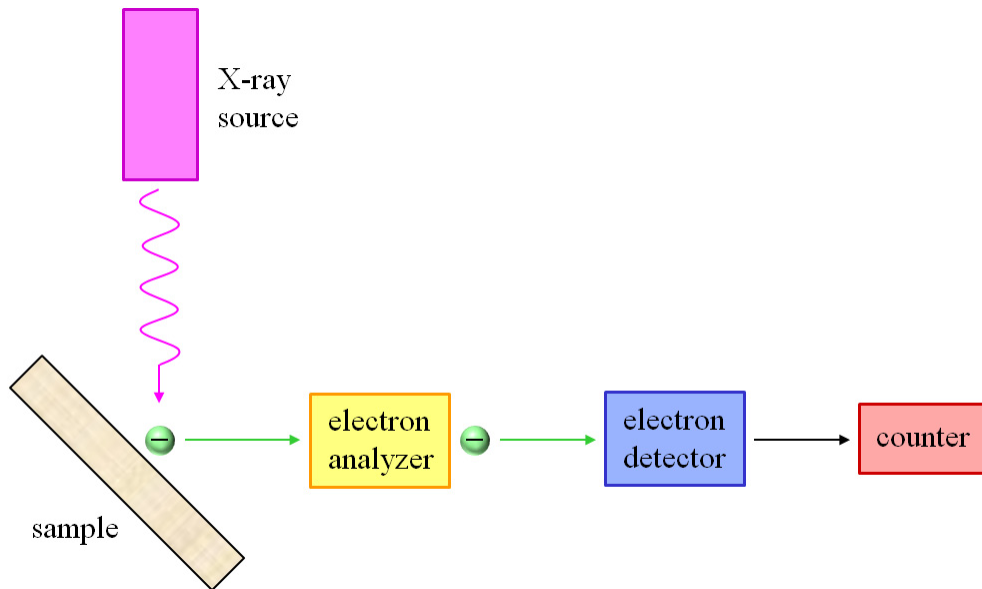 X-ray
source
electron
analyzer
electron
detector
counter
sample